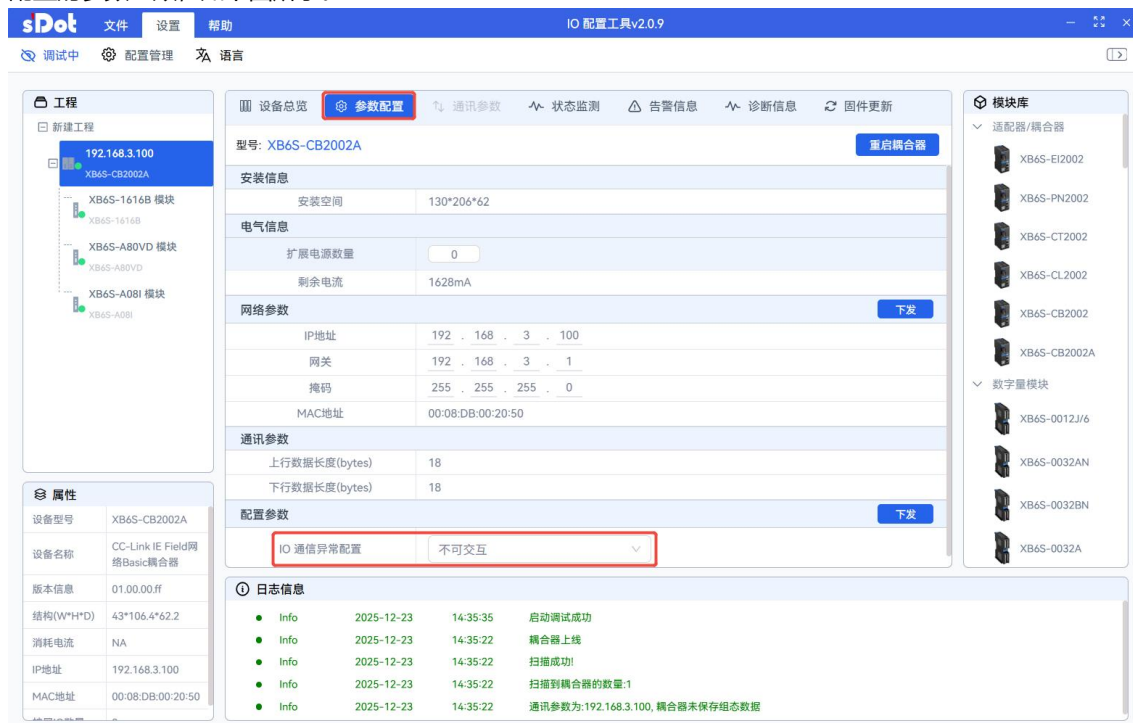 sDot 文件 设置 帮助 IO 配置工具v2.0.9
调试中 配置管理 语言
工程
新建工程
192.168.3.100
XB6S-CB2002A
XB6S-1616B 模块
XB6S-1616B
XB6S-A80VD 模块
XB6S-A80VD
XB6S-A08I 模块
XB6S-A08I
属性
设备型号 XB6S-CB2002A
设备名称 CC-Link IE Field网
络Basic耦合器
版本信息 01.00.00.ff
结构(W*H*D) 43*106.4*62.2
消耗电流 NA
IP地址 192.168.3.100
MAC地址 00:08:DB:00:20:50
设备总览 参数配置 通讯参数 状态监测 告警信息 诊断信息 固件更新
型号: XB6S-CB2002A 重启耦合器
安装信息
安装空间 130*206*62
电气信息
扩展电源数量 0
剩余电流 1628mA
网络参数 下发
IP地址 192 . 168 . 3 . 100
网关 192 . 168 . 3 . 1
掩码 255 . 255 . 255 . 0
MAC地址 00:08:DB:00:20:50
通讯参数
上行数据长度(bytes) 18
下行数据长度(bytes) 18
配置参数 下发
IO 通信异常配置 不可交互
日志信息
Info 2025-12-23 14:35:35 启动调试成功
Info 2025-12-23 14:35:22 耦合器上线
Info 2025-12-23 14:35:22 扫描成功!
Info 2025-12-23 14:35:22 扫描到耦合器的数量:1
Info 2025-12-23 14:35:22 通讯参数为:192.168.3.100, 耦合器未保存组态数据
模块库
适配器/耦合器
XB6S-EI2002
XB6S-PN2002
XB6S-CT2002
XB6S-CL2002
XB6S-CB2002
XB6S-CB2002A
数字量模块
XB6S-0012J/6
XB6S-0032AN
XB6S-0032BN
XB6S-0032A